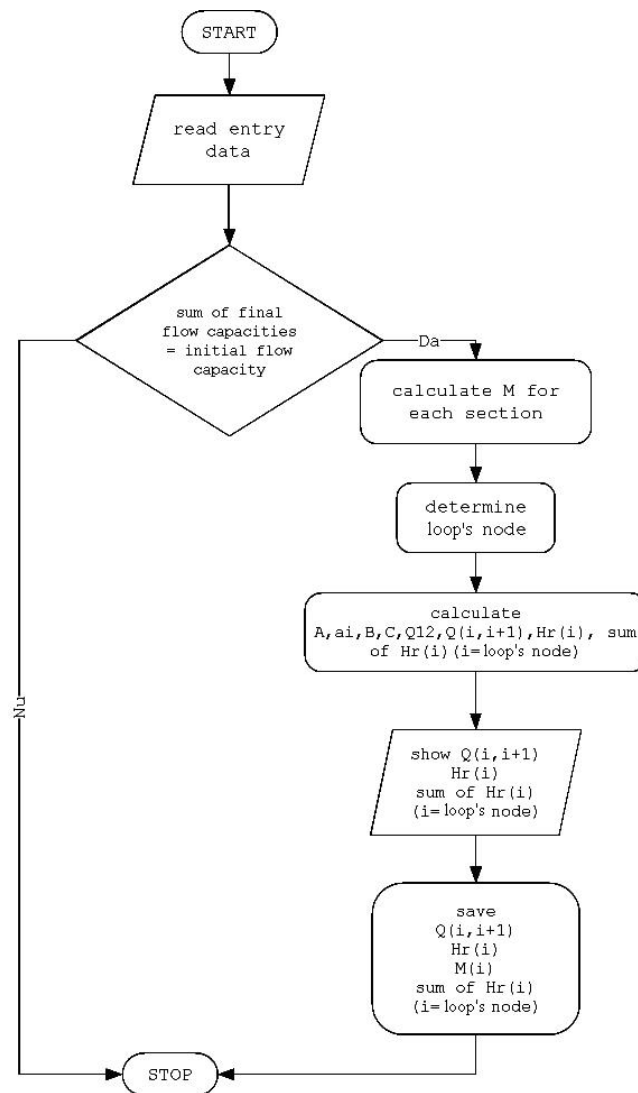 START
read entry
data
sum of final
flow capacities
= initial flow
capacity
Da
calculate M for
each section
determine
loop's node
calculate
A,ai,B,C,Q12,Q(i,i+1),Hr(i), sum
of Hr(i)(i=loop's node)
Nu
show Q(i,i+1)
Hr(i)
sum of Hr(i)
(i=loop's node)
save
Q(i,i+1)
Hr(i)
M(i)
sum of Hr(i)
(i=loop's node)
STOP